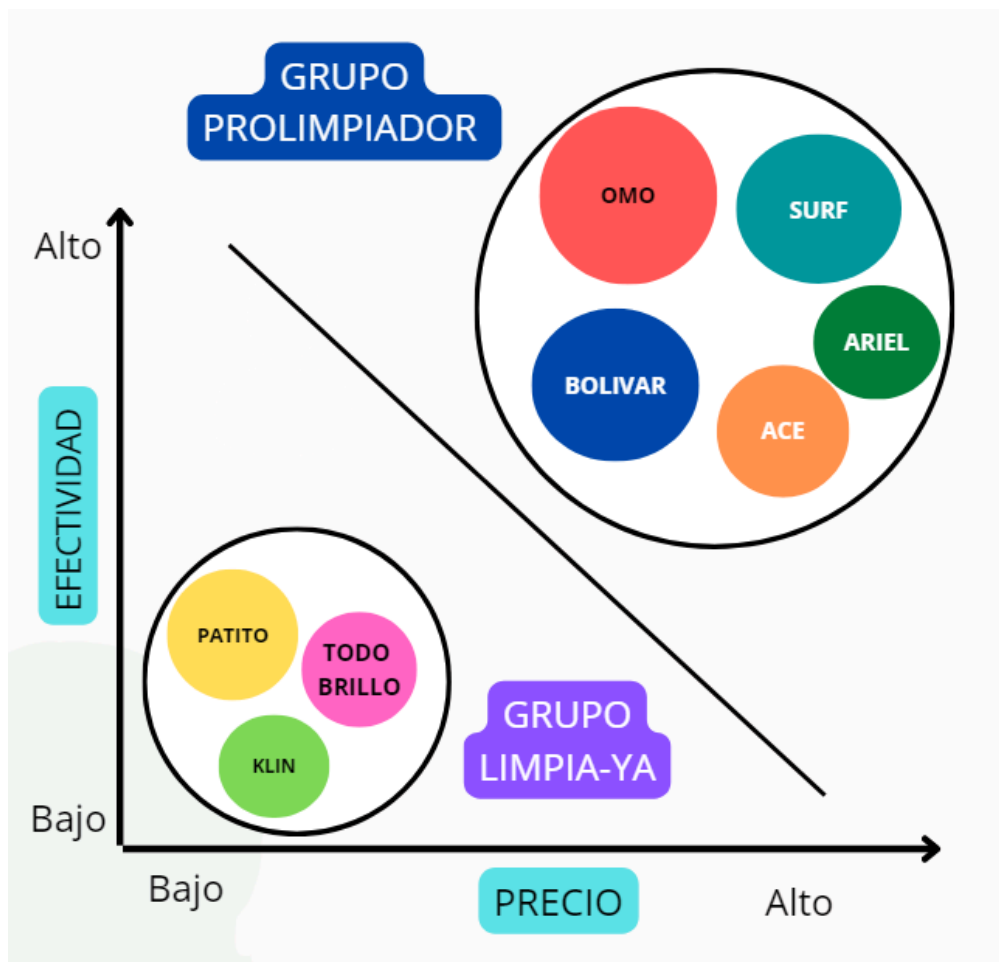 GRUPO
PROLIMPIADOR
OMO
SURF
Alto
ARIEL
BOLIVAR
ACE
EFECTIVIDAD
PATITO
TODO
BRILLO
KLIN
GRUPO
LIMPIA-YA
Bajo
Bajo
PRECIO
Alto